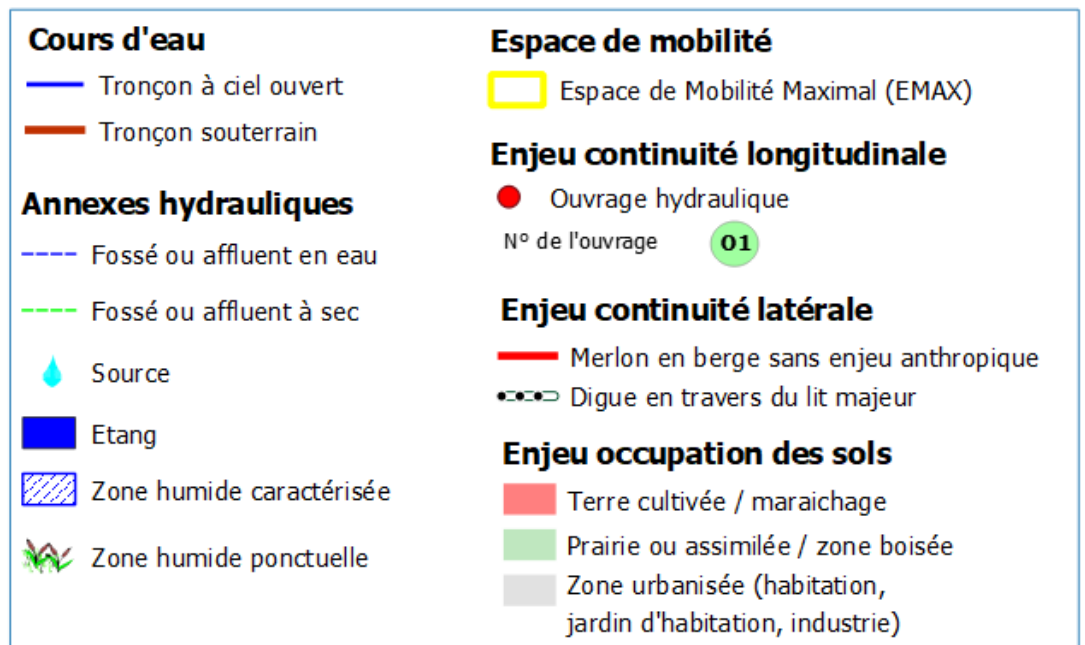 Cours d'eau
Tronçon à ciel ouvert
Tronçon souterrain
Annexes hydrauliques
Fossé ou affluent en eau
Fossé ou affluent à sec
Source
Etang
Zone humide caractérisée
Zone humide ponctuelle
Espace de mobilité
Espace de Mobilité Maximal (EMAX)
Enjeu continuité longitudinale
Ouvrage hydraulique
N° de l'ouvrage 01
Enjeu continuité latérale
Merlon en berge sans enjeu anthropique
Digue en travers du lit majeur
Enjeu occupation des sols
Terre cultivée / maraichage
Prairie ou assimilée / zone boisée
Zone urbanisée (habitation,
jardin d'habitation, industrie)